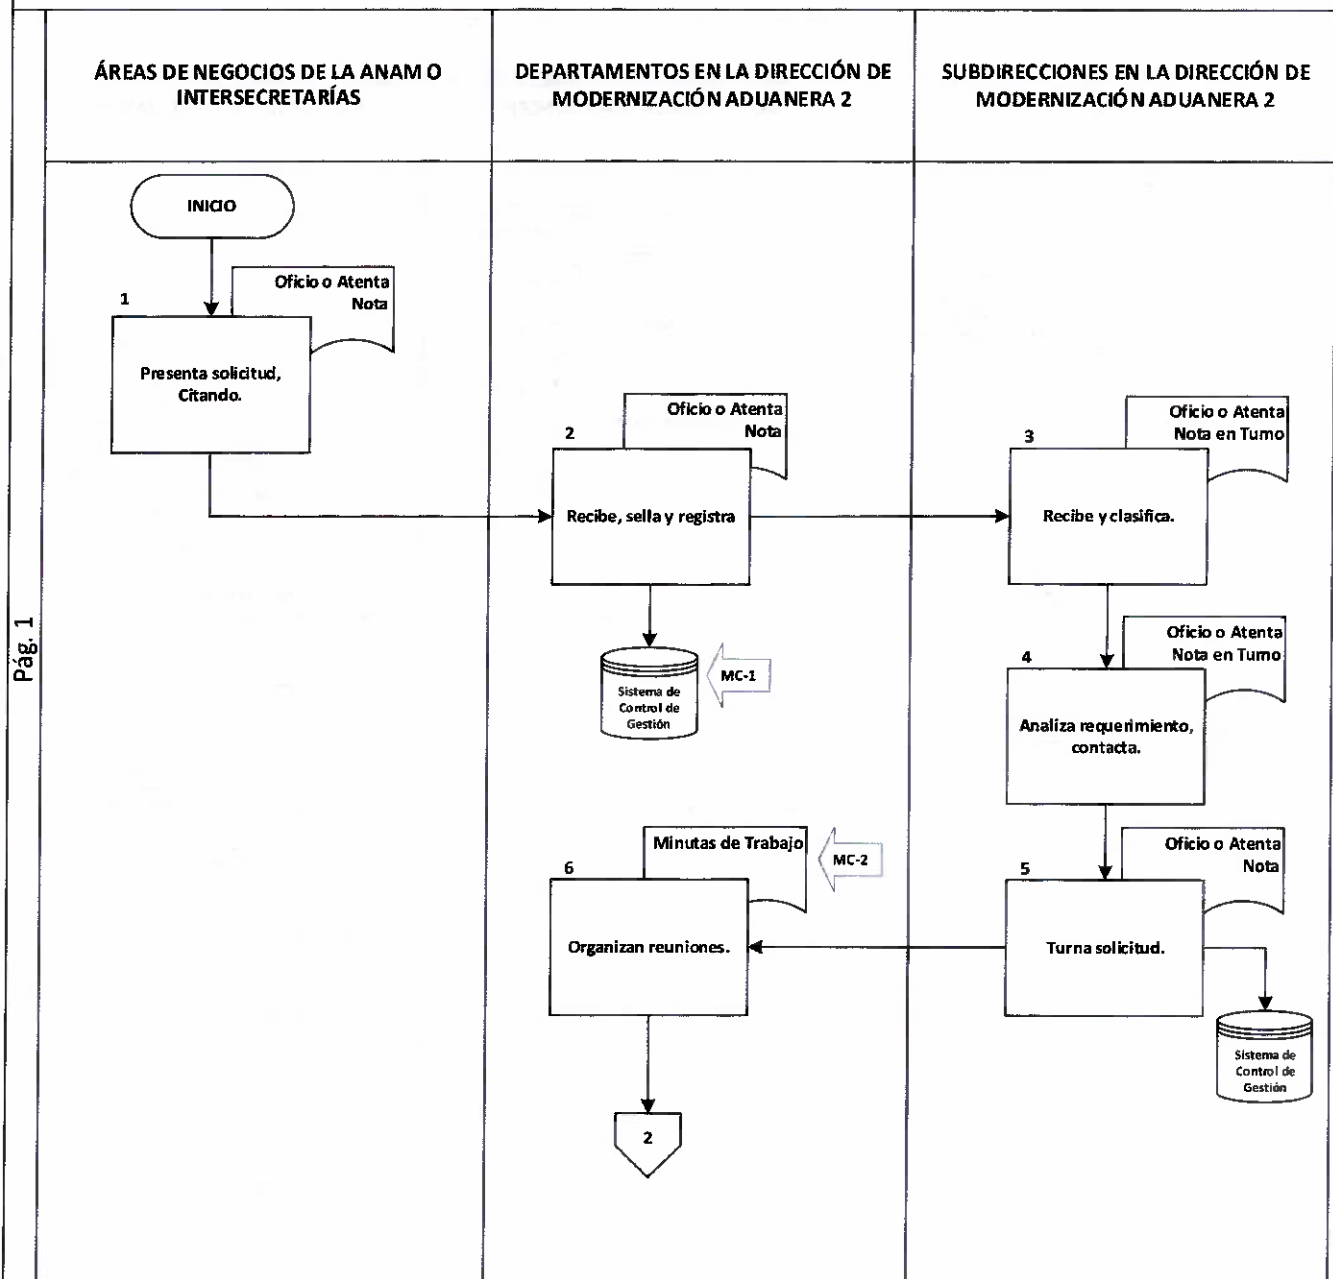 ÁREAS DE NEGOCIOS DE LA ANAM O
INTERSECRETARÍAS
DEPARTAMENTOS EN LA DIRECCIÓN DE
MODERNIZACIÓN ADUANERA 2
SUBDIRECCIONES EN LA DIRECCIÓN DE
MODERNIZACIÓN ADUANERA 2
Pág. 1
INICIO
Oficio o Atenta
Nota
1
Presenta solicitud,
Citando.
Oficio o Atenta
Nota
2
Recibe, sella y registra
Sistema de
Control de
Gestión
MC-1
Oficio o Atenta
Nota en Turno
3
Recibe y clasifica.
Oficio o Atenta
Nota en Turno
4
Analiza requerimiento,
contacta.
Oficio o Atenta
Nota
5
Turna solicitud.
Sistema de
Control de
Gestión
Minutas de Trabajo
MC-2
6
Organizan reuniones.
2